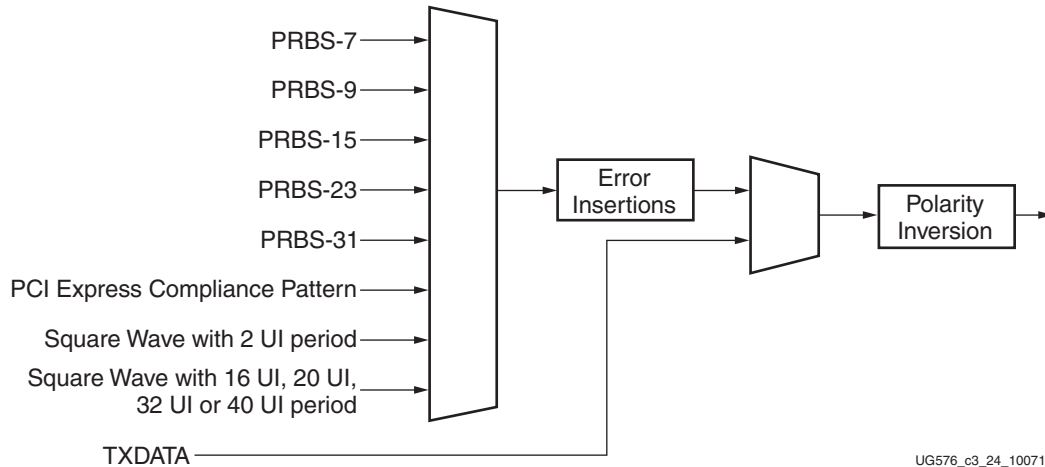 PRBS-7
PRBS-9
PRBS-15
PRBS-23
PRBS-31
PCI Express Compliance Pattern
Square Wave with 2 UI period
Square Wave with 16 UI, 20 UI,
32 UI or 40 UI period
TXDATA
Error
Insertions
Polarity
Inversion
UG576_c3_24_10071